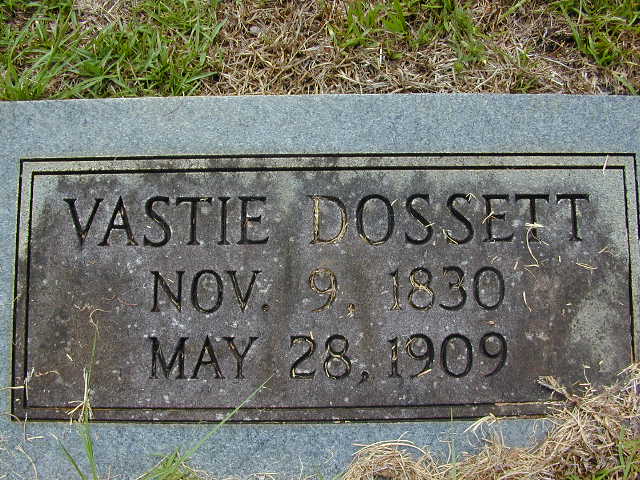 VASTIE DOSSETT
NOV. 9, 1830
MAY 28, 1909